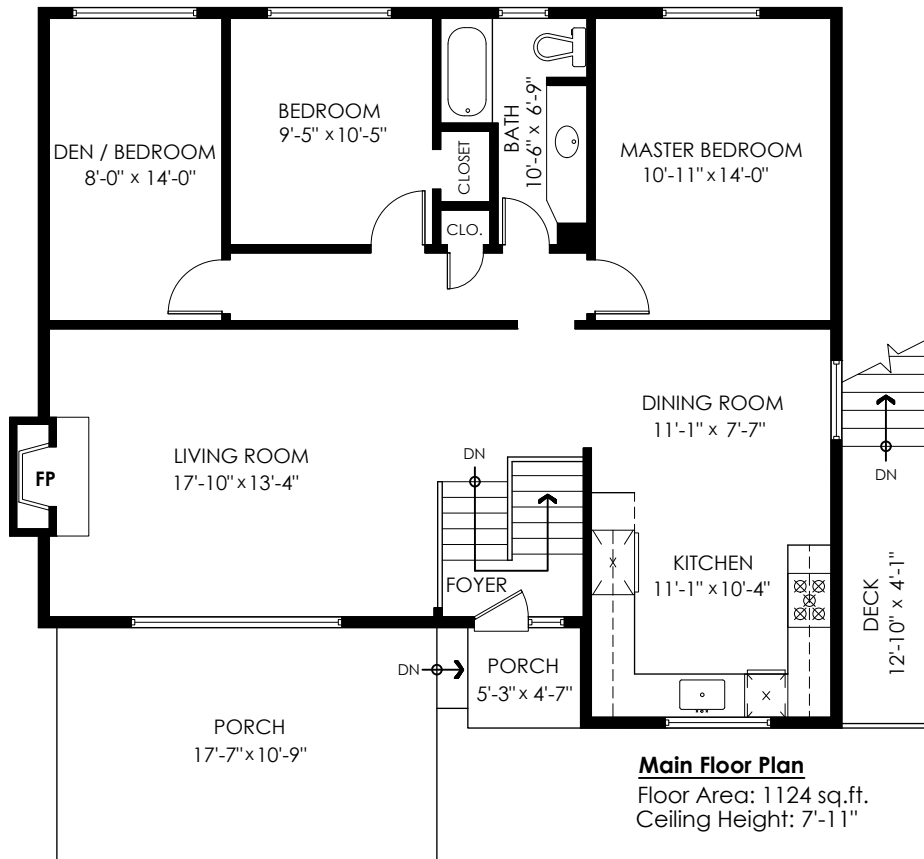 DEN / BEDROOM
8'-0" x 14'-0"
BEDROOM
9'-5" x 10'-5"
CLOSET
CLO.
BATH
10'-6" x 6'-9"
MASTER BEDROOM
10'-11" x 14'-0"
FP
LIVING ROOM
17'-10" x 13'-4"
DN
DINING ROOM
11'-1" x 7'-7"
DN
FOYER
KITCHEN
11'-1" x 10'-4"
DECK
12'-10" x 4'-1"
DN
PORCH
5'-3" x 4'-7"
PORCH
17'-7" x 10'-9"
Main Floor Plan
Floor Area: 1124 sq.ft.
Ceiling Height: 7'-11"